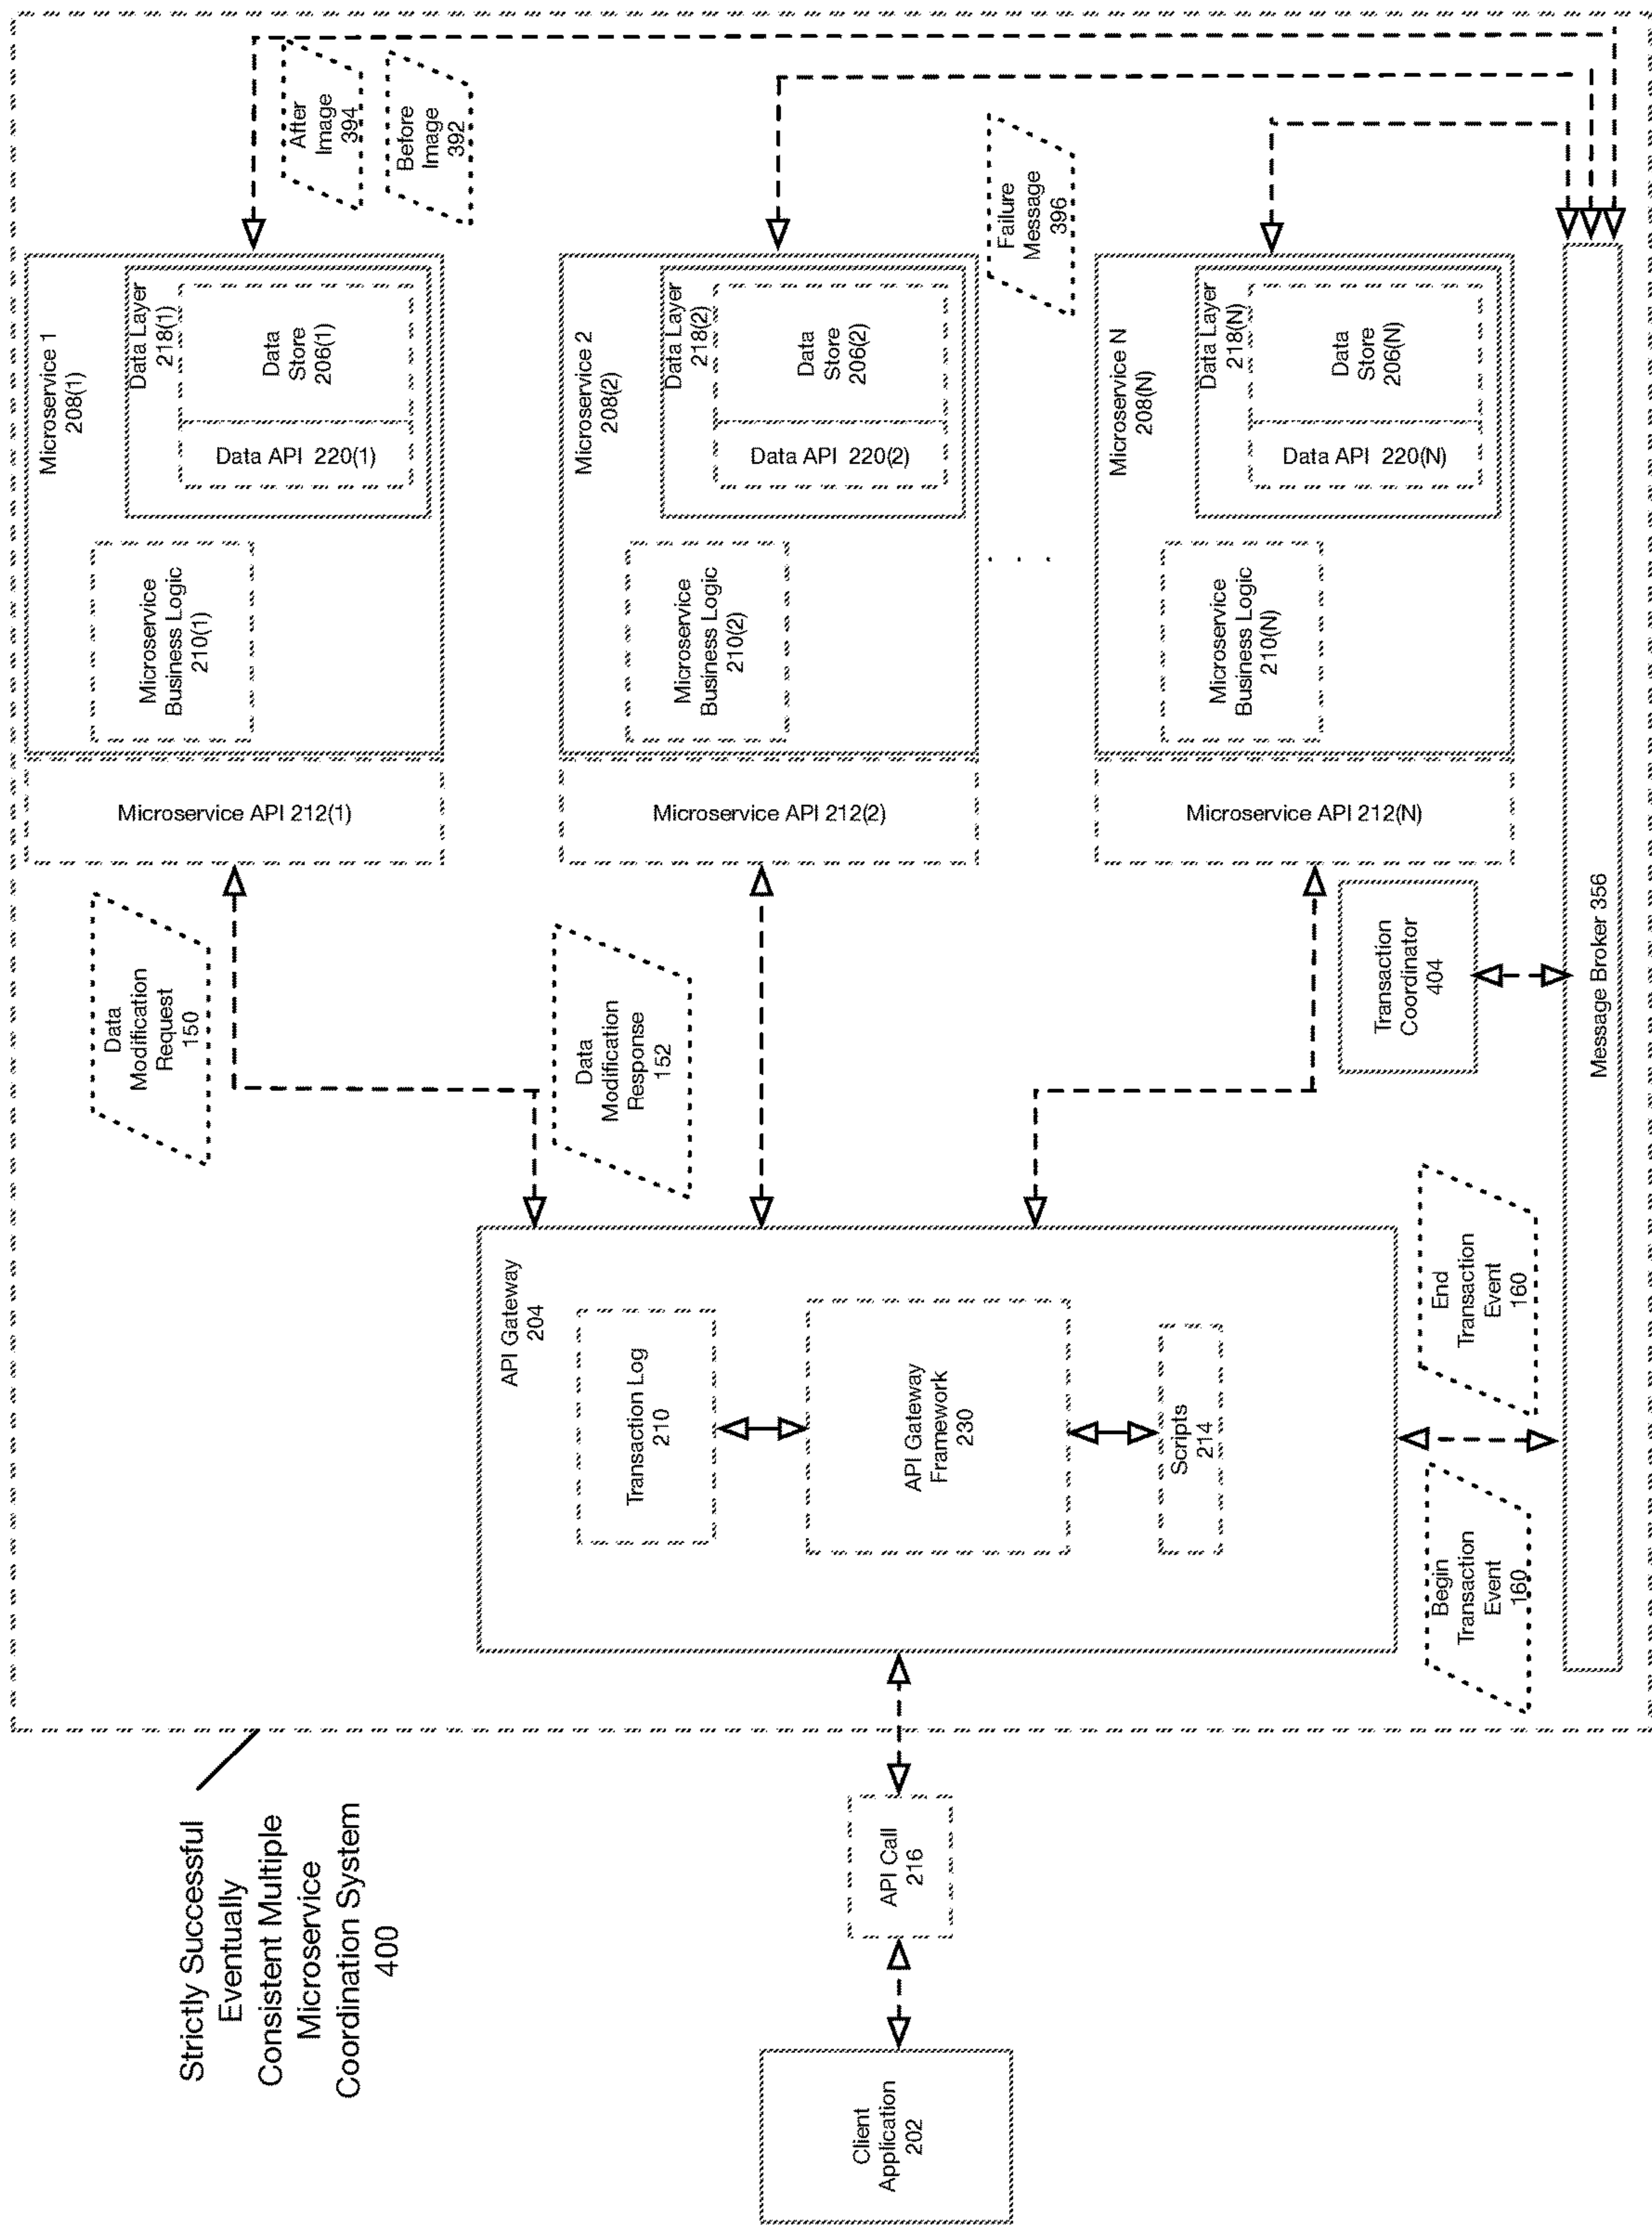 Strictly Successful
Eventually
Consistent Multiple
Microservice
Coordination System
400
Client
Application
202
API Call
216
API Gateway
204
Transaction Log
210
API Gateway
Framework
230
Scripts
214
Begin
Transaction
Event
160
End
Transaction
Event
160
Data
Modification
Request
150
Data
Modification
Response
152
Transaction
Coordinator
404
Message Broker 356
Microservice API 212(1)
Microservice 1
208(1)
Microservice
Business Logic
210(1)
Data Layer
218(1)
Data API 220(1)
Data
Store
206(1)
After
Image
394
Before
Image
392
Microservice API 212(2)
Microservice 2
208(2)
Microservice
Business Logic
210(2)
Data Layer
218(2)
Data API 220(2)
Data
Store
206(2)
. . .
Failure
Message
396
Microservice API 212(N)
Microservice N
208(N)
Microservice
Business Logic
210(N)
Data Layer
218(N)
Data API 220(N)
Data
Store
206(N)